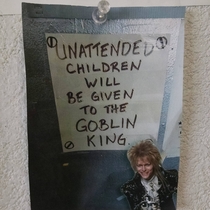 UNATTENDED
CHILDREN
WILL
BE GIVEN
TO THE
GOBLIN
KING.